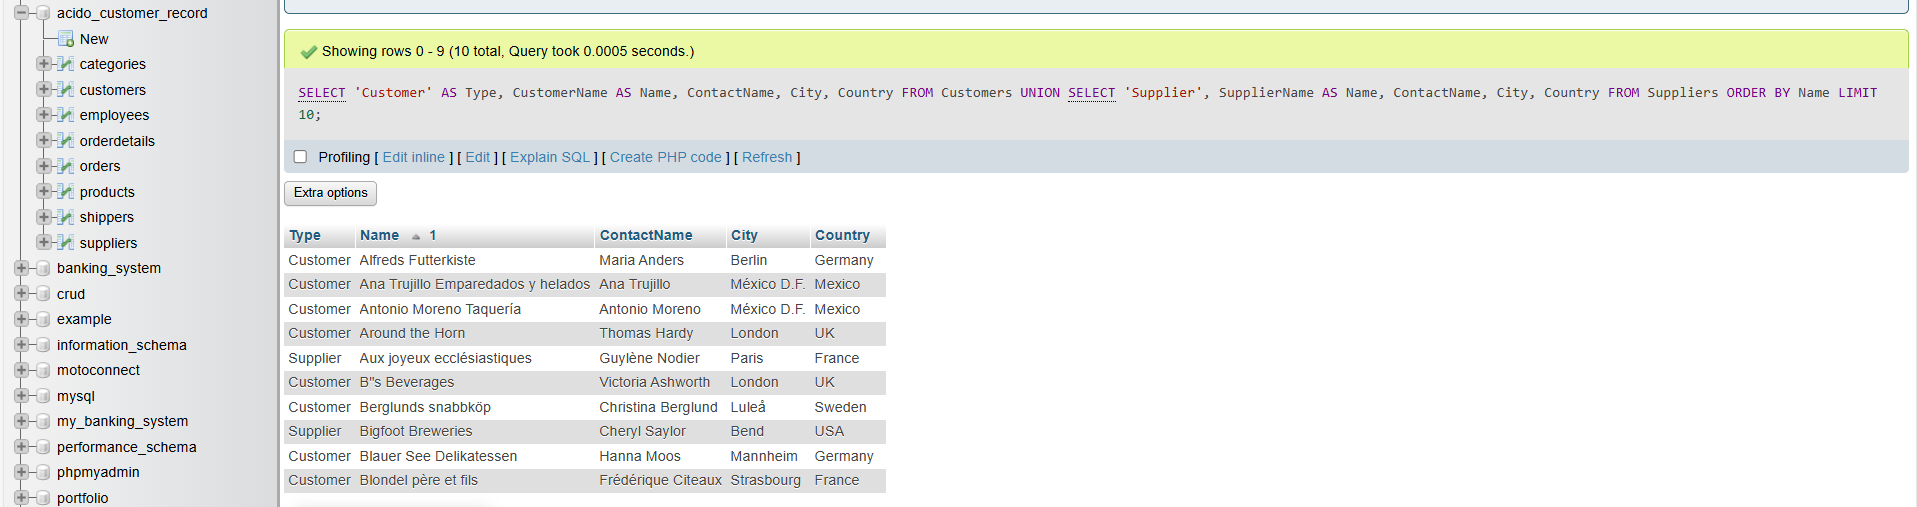 acido_customer_record
New
categories
customers
employees
orderdetails
orders
products
shippers
suppliers
banking_system
crud
example
information_schema
motoconnect
mysql
my_banking_system
performance_schema
phpmyadmin
portfolio
Showing rows 0 - 9 (10 total, Query took 0.0005 seconds.)
SELECT 'Customer' AS Type, CustomerName AS Name, ContactName, City, Country FROM Customers UNION SELECT 'Supplier', SupplierName AS Name, ContactName, City, Country FROM Suppliers ORDER BY Name LIMIT
10;
Profiling [ Edit inline ] [ Edit ] [ Explain SQL ] [ Create PHP code ] [ Refresh ]
Extra options
Type Name 1 ContactName City Country
Customer Alfreds Futterkiste Maria Anders Berlin Germany
Customer Ana Trujillo Emparedados y helados Ana Trujillo México D.F. Mexico
Customer Antonio Moreno Taquería Antonio Moreno México D.F. Mexico
Customer Around the Horn Thomas Hardy London UK
Supplier Aux joyeux ecclésiastiques Guylène Nodier Paris France
Customer B''s Beverages Victoria Ashworth London UK
Customer Berglunds snabbköp Christina Berglund Luleå Sweden
Supplier Bigfoot Breweries Cheryl Saylor Bend USA
Customer Blauer See Delikatessen Hanna Moos Mannheim Germany
Customer Blondel père et fils Frédérique Citeaux Strasbourg France